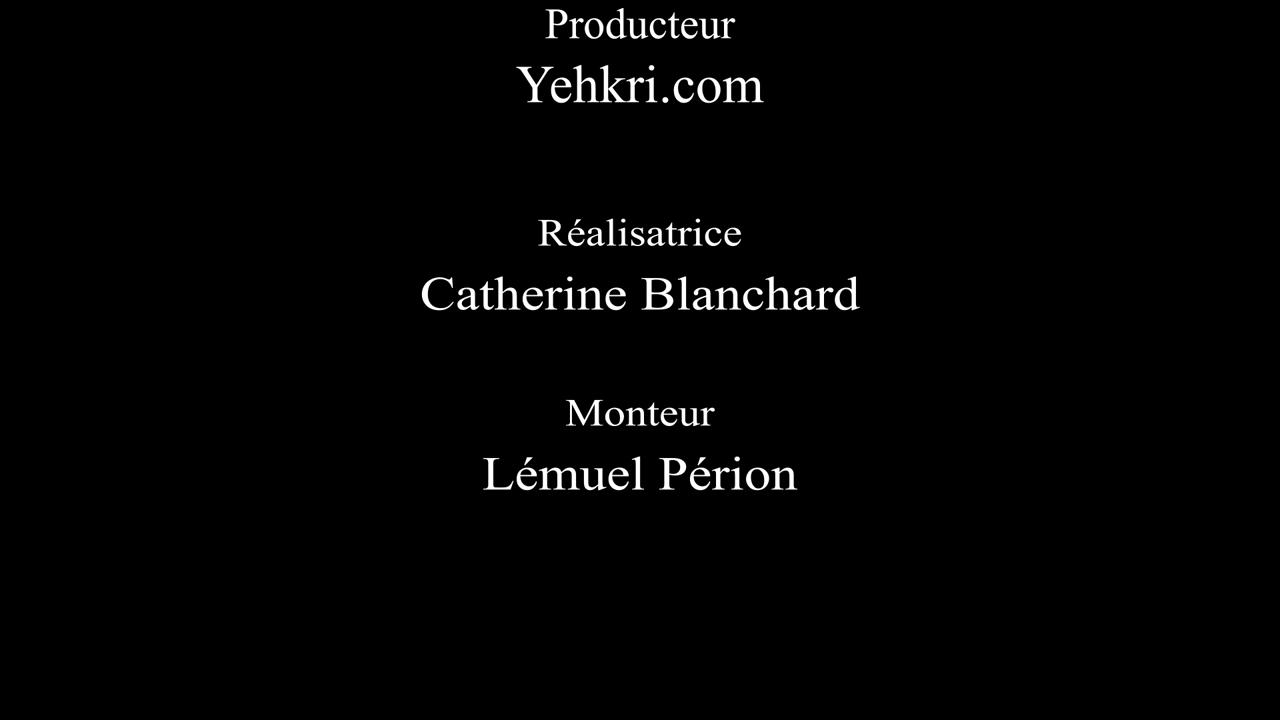 Producteur
Yehkri.com
Réalisatrice
Catherine Blanchard
Monteur
Lémuel Périon